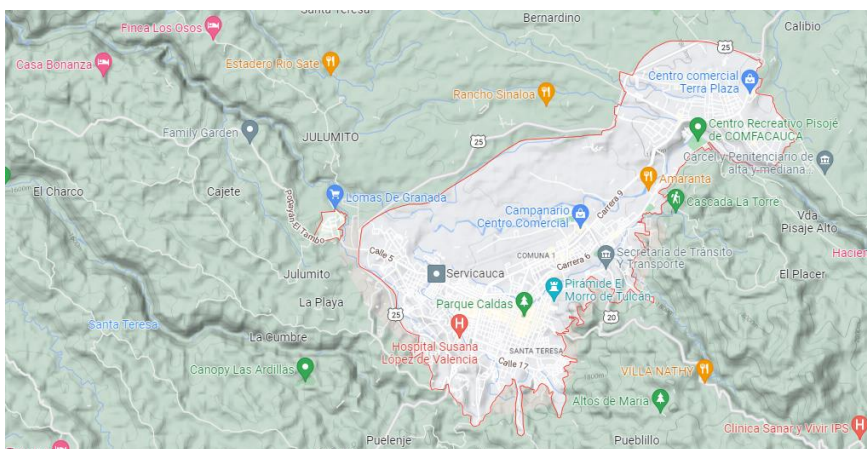 Santa Teresa
Bernardino
Finca Los Osos
Calibío
25
Casa Bonanza
Estadero Rio Sate
Centro comercial
Terra Plaza
Rancho Sinaloa
Family Garden
JULUMITO
25
Centro Recreativo Pisoje
de COMFACAUCA
Carcel y Penitenciario de
alta y mediana...
El Charco
Cajete
Lomas De Granada
Amaranta
Cascada La Torre
Popayán El Tambo
Campanario
Centro Comercial
Carrera 9
Vda
Pisaje Alto
Calle 5
COMUNA 1
Carrera 6
Secretaria de Tránsito
Y Transporte
Hacien
Julumito
Servicauca
El Placer
La Playa
Parque Caldas
Pirámide El
Morro de Tulcán
Santa Teresa
25
20
La Cumbre
Hospital Susana
López de Valencia
SANTA TERESA
Calle 17
Canopy Las Ardillas
VILLA NATHY
Altos de Maria
Clinica Sanar y Vivir IPS
Puelenje
Pueblillo